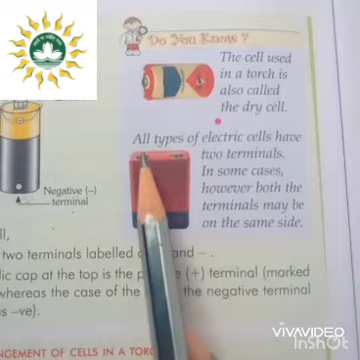 Do You Know ?
The cell used
in a torch is
also called
the dry cell.
All types of electric cells have
two terminals.
In some cases,
however both the
terminals may be
on the same side.
Negative (–)
terminal
ll,
two terminals labelled and – .
lic cap at the top is the (+) terminal (marked
whereas the case of the the negative terminal
s –ve).
NGEMENT OF CELLS IN A TORC
Made With
VIVAVIDEO
InShOt